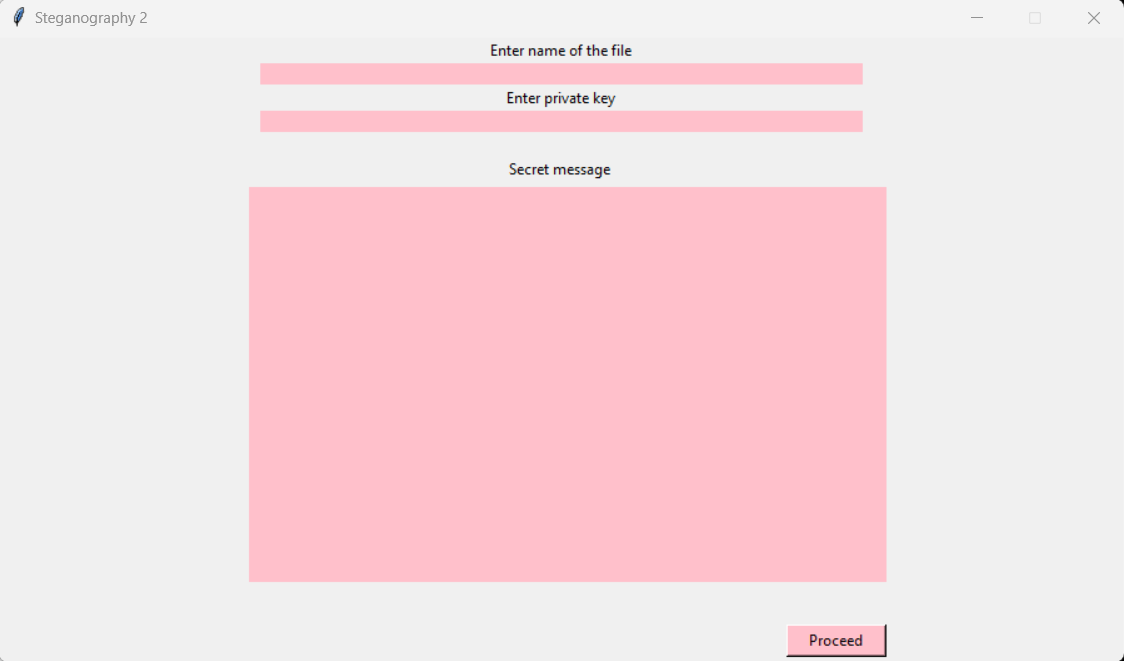 Steganography 2
Enter name of the file
Enter private key
Secret message
Proceed